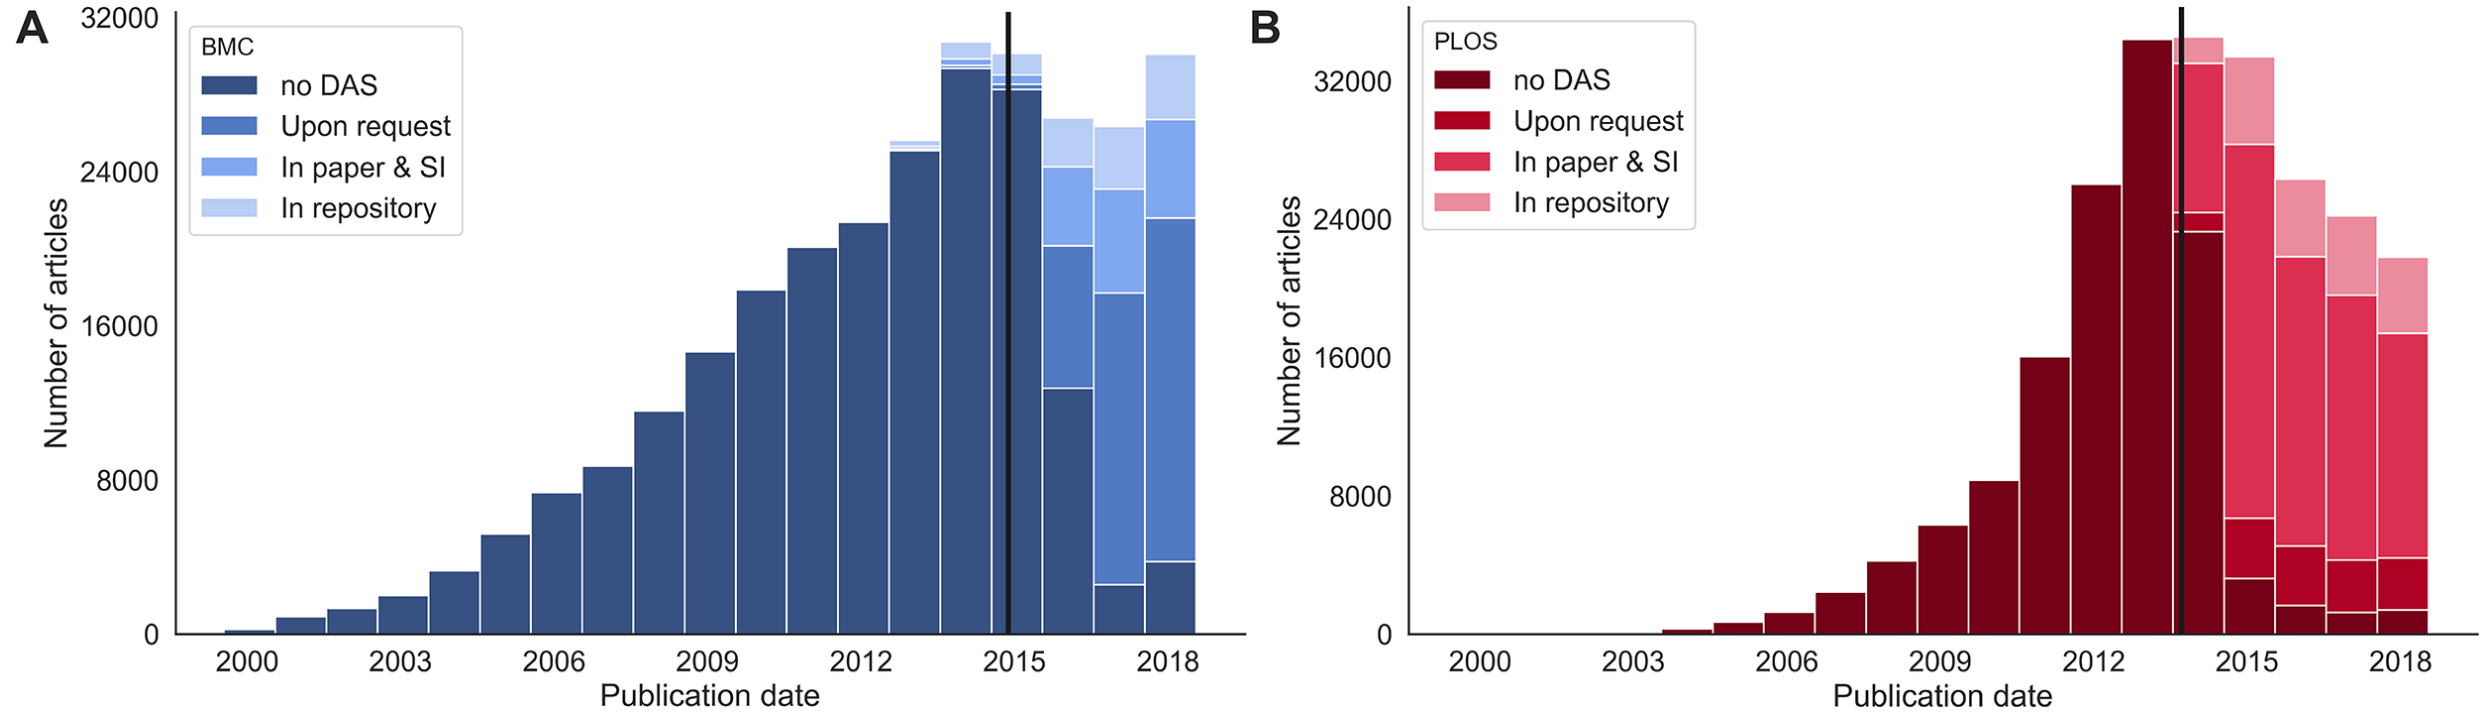 A
BMC
no DAS
Upon request
In paper & SI
In repository
Number of articles
32000
24000
16000
8000
0
2000 2003 2006 2009 2012 2015 2018
Publication date
B
PLOS
no DAS
Upon request
In paper & SI
In repository
Number of articles
32000
24000
16000
8000
0
2000 2003 2006 2009 2012 2015 2018
Publication date